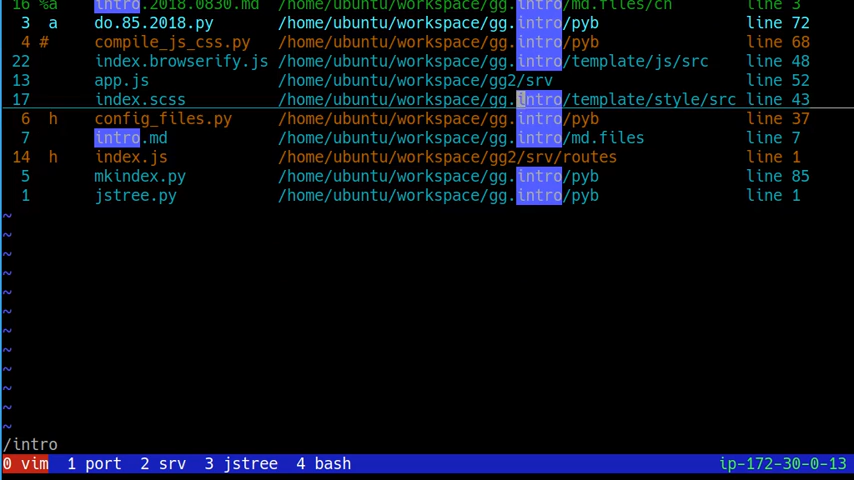 16 %a intro.2018.0830.md /home/ubuntu/workspace/gg.intro/md.files/ch line 3
3 a do.85.2018.py /home/ubuntu/workspace/gg.intro/pyb line 72
4 # compile_js_css.py /home/ubuntu/workspace/gg.intro/pyb line 68
22 index.browserify.js /home/ubuntu/workspace/gg.intro/template/js/src line 48
13 app.js /home/ubuntu/workspace/gg2/srv line 52
17 index.scss /home/ubuntu/workspace/gg.intro/template/style/src line 43
6 h config_files.py /home/ubuntu/workspace/gg.intro/pyb line 37
7 intro.md /home/ubuntu/workspace/gg.intro/md.files line 7
14 h index.js /home/ubuntu/workspace/gg2/srv/routes line 1
5 mkindex.py /home/ubuntu/workspace/gg.intro/pyb line 85
1 jstree.py /home/ubuntu/workspace/gg.intro/pyb line 1
~
~
~
~
~
~
~
~
~
~
~
~
/intro
0 vim 1 port 2 srv 3 jstree 4 bash ip-172-30-0-13